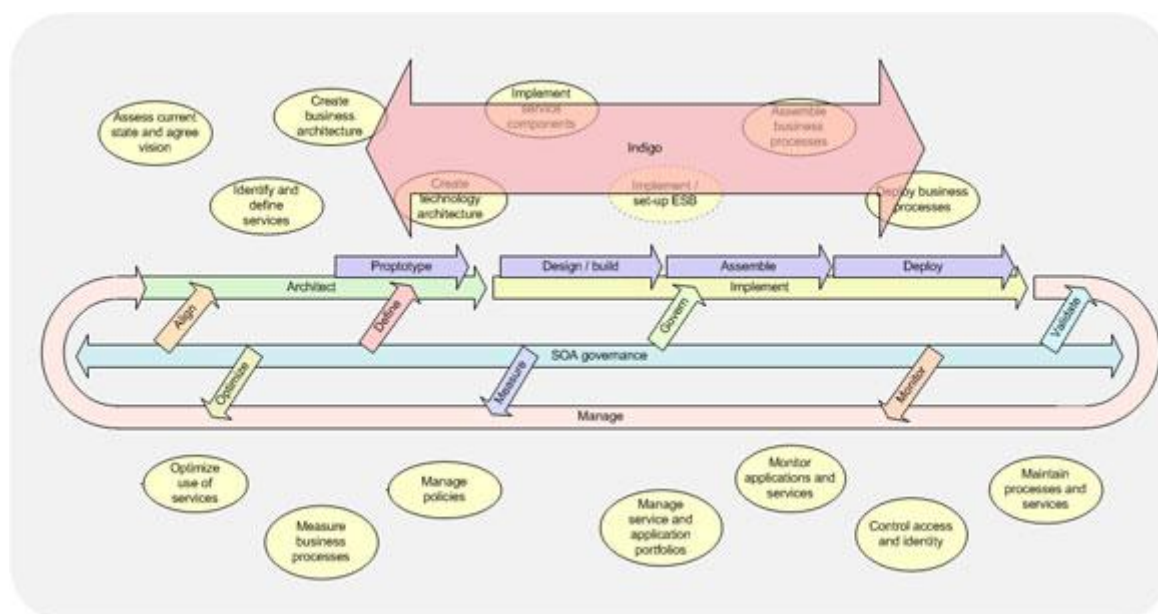 Assess current
state and agree
vision
Create
business
architecture
Implement
service
components
Assemble
business
processes
Indigo
Identify and
define
services
Create
technology
architecture
Implement /
set-up ESB
Deploy business
processes
Proptotype
Design / build
Assemble
Deploy
Architect
Implement
Align
Define
Govern
Validate
SOA governance
Optimize
Measure
Monitor
Manage
Optimize
use of
services
Manage
policies
Monitor
applications and
services
Maintain
processes and
services
Measure
business
processes
Manage
service and
application
portfolios
Control access
and identity